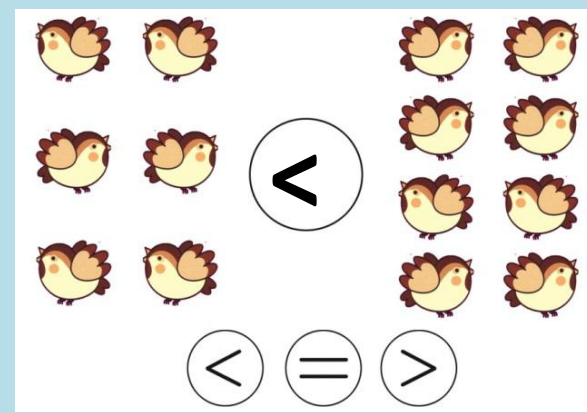 <
< = >